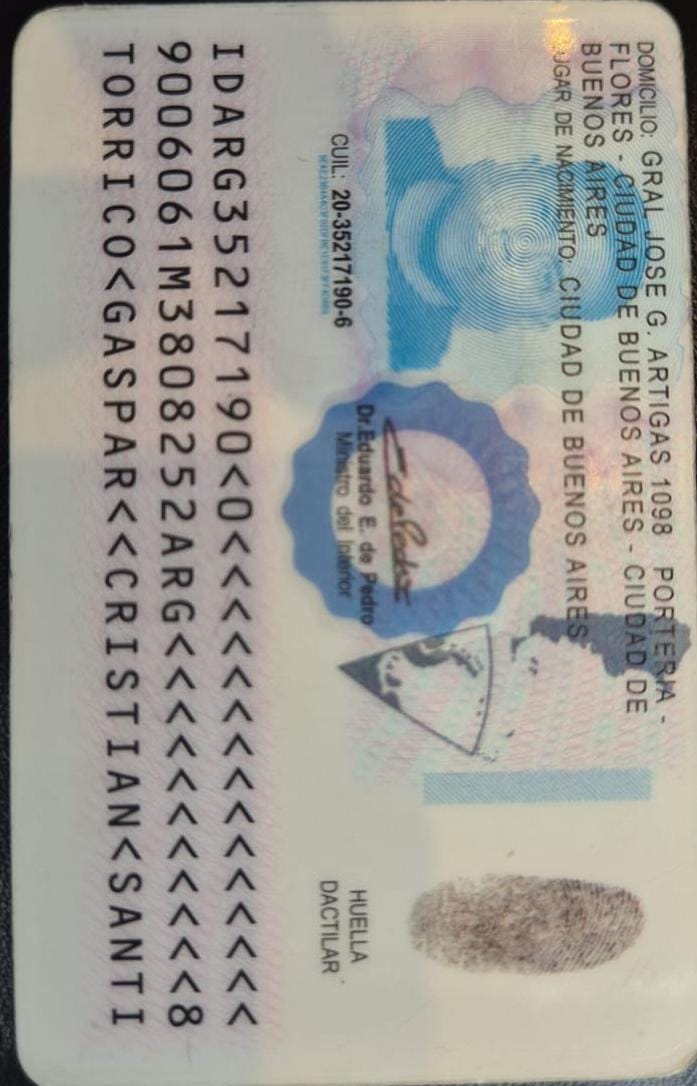 DOMICILIO: GRAL JOSE G. ARTIGAS 1098 PORTERIA -
FLORES - CIUDAD DE BUENOS AIRES - CIUDAD DE
BUENOS AIRES
LUGAR DE NACIMIENTO: CIUDAD DE BUENOS AIRES
CUIL: 20-35217190-6
Dr. Eduardo E. de Pedro
Ministro del Interior
HUELLA
DACTILAR
IDARG35217190<0<<<<<<<<<<<<<<<
9006061M3808252ARG<<<<<<<<<<<8
TORRICO<GASPAR<<CRISTIAN<SANTI